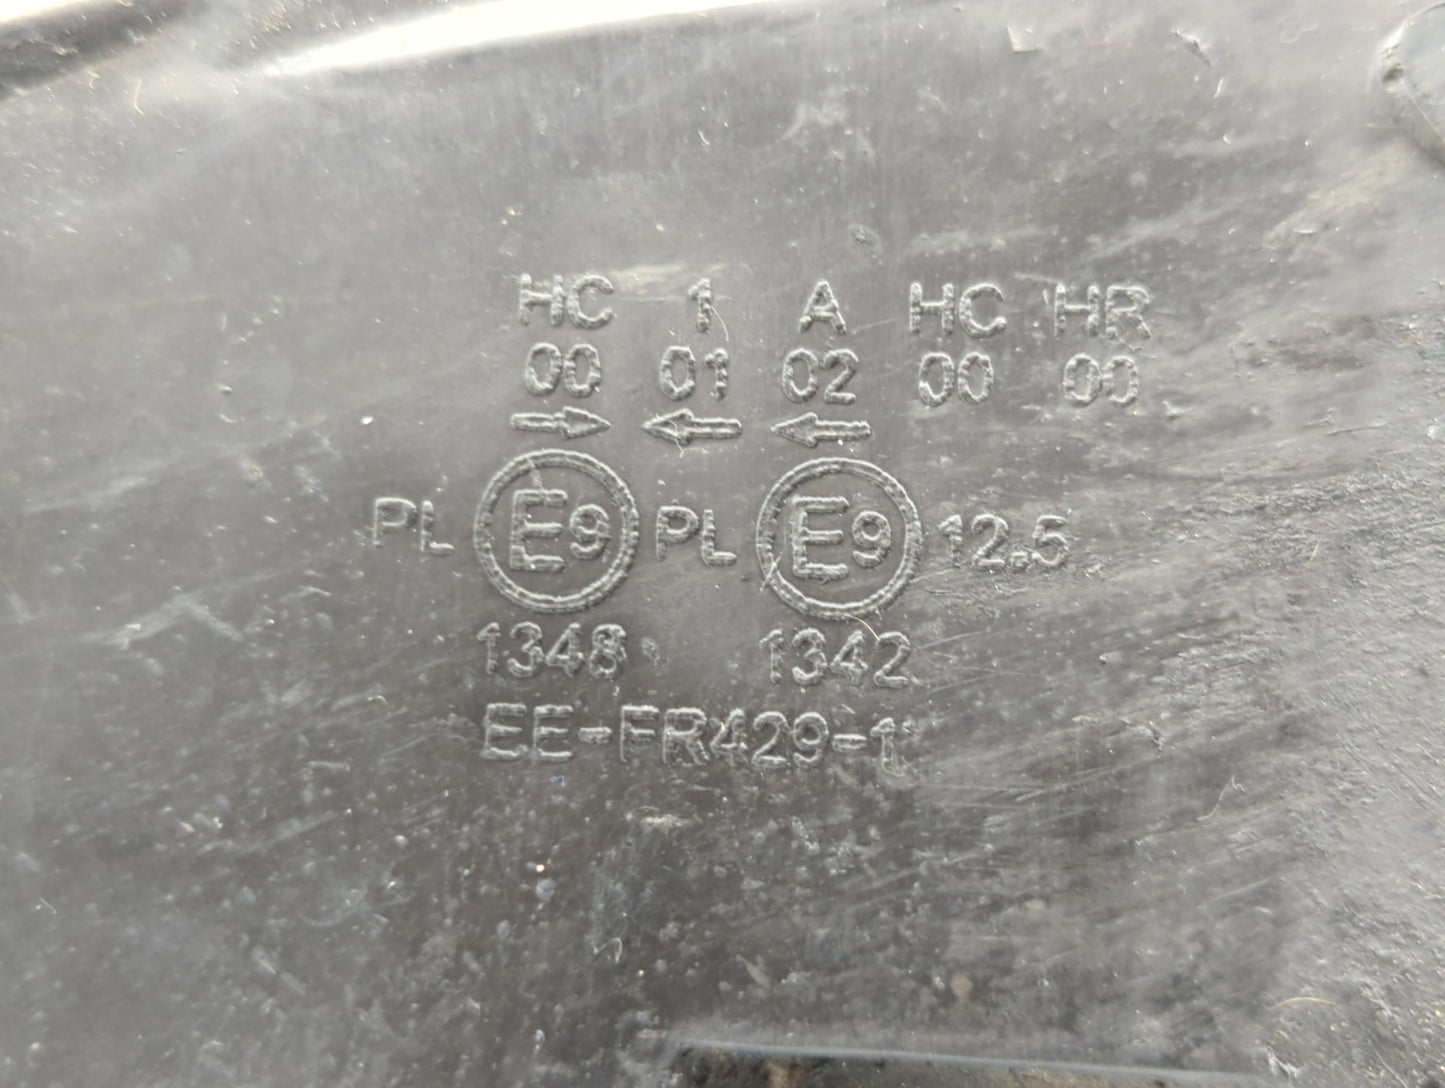 HC 1 A HC HR
00 01 02 00 00
→ ← ←
PL E9 PL E9 12.5
1348 1342
EE-FR429-1